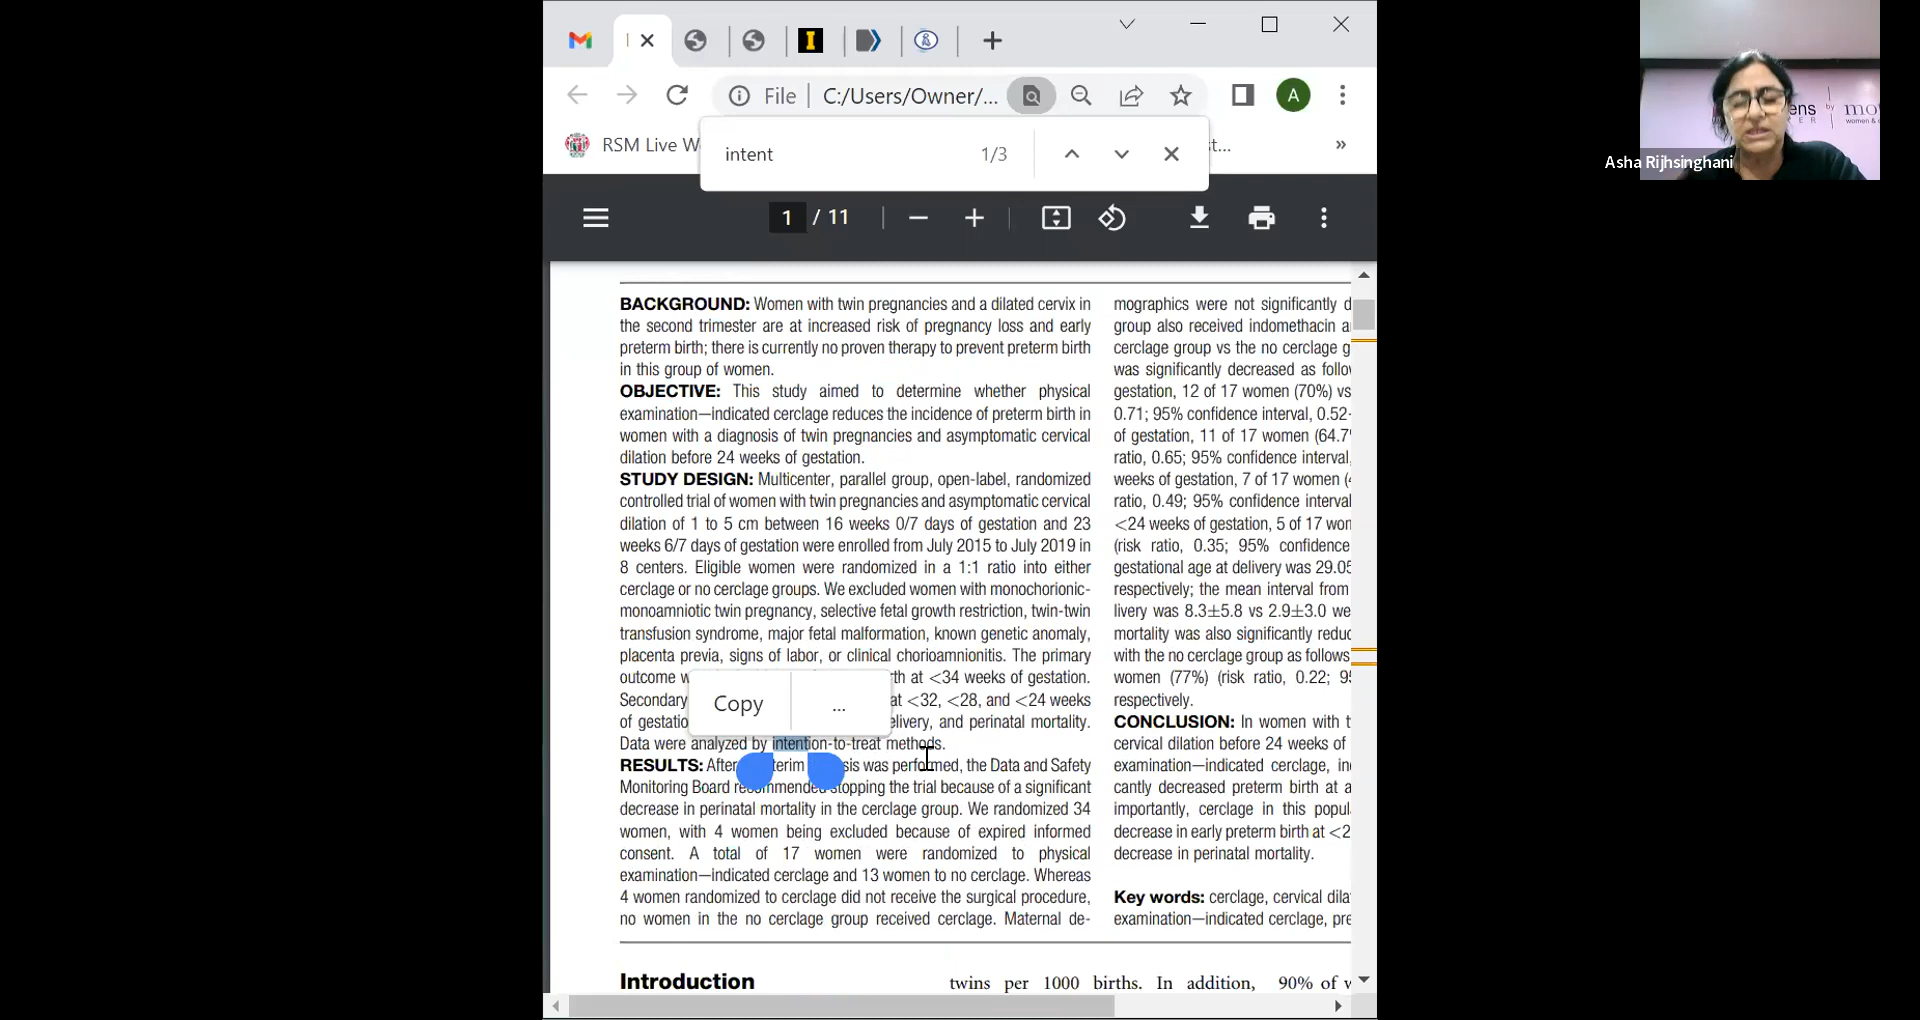 File
C:/Users/Owner/...
A
RSM Live W
t...
»
intent
1/3
1 / 11
BACKGROUND: Women with twin pregnancies and a dilated cervix in
the second trimester are at increased risk of pregnancy loss and early
preterm birth; there is currently no proven therapy to prevent preterm birth
in this group of women.
OBJECTIVE: This study aimed to determine whether physical
examination—indicated cerclage reduces the incidence of preterm birth in
women with a diagnosis of twin pregnancies and asymptomatic cervical
dilation before 24 weeks of gestation.
STUDY DESIGN: Multicenter, parallel group, open-label, randomized
controlled trial of women with twin pregnancies and asymptomatic cervical
dilation of 1 to 5 cm between 16 weeks 0/7 days of gestation and 23
weeks 6/7 days of gestation were enrolled from July 2015 to July 2019 in
8 centers. Eligible women were randomized in a 1:1 ratio into either
cerclage or no cerclage groups. We excluded women with monochorionic-
monoamniotic twin pregnancy, selective fetal growth restriction, twin-twin
transfusion syndrome, major fetal malformation, known genetic anomaly,
placenta previa, signs of labor, or clinical chorioamnionitis. The primary
outcome w rth at <34 weeks of gestation.
Secondary at <32, <28, and <24 weeks
of gestatio elivery, and perinatal mortality.
Copy ...
Data were analyzed by intention-to-treat methods.
RESULTS: After terim sis was performed, the Data and Safety
Monitoring Board recommended stopping the trial because of a significant
decrease in perinatal mortality in the cerclage group. We randomized 34
women, with 4 women being excluded because of expired informed
consent. A total of 17 women were randomized to physical
examination—indicated cerclage and 13 women to no cerclage. Whereas
4 women randomized to cerclage did not receive the surgical procedure,
no women in the no cerclage group received cerclage. Maternal de-
mographics were not significantly d
group also received indomethacin a
cerclage group vs the no cerclage g
was significantly decreased as follow
gestation, 12 of 17 women (70%) vs
0.71; 95% confidence interval, 0.52-
of gestation, 11 of 17 women (64.7%
ratio, 0.65; 95% confidence interval,
weeks of gestation, 7 of 17 women (4
ratio, 0.49; 95% confidence interval
<24 weeks of gestation, 5 of 17 wom
(risk ratio, 0.35; 95% confidence
gestational age at delivery was 29.05
respectively; the mean interval from
livery was 8.3±5.8 vs 2.9±3.0 we
mortality was also significantly reduc
with the no cerclage group as follows
women (77%) (risk ratio, 0.22; 95
respectively.
CONCLUSION: In women with t
cervical dilation before 24 weeks of
examination—indicated cerclage, in
cantly decreased preterm birth at a
importantly, cerclage in this popul
decrease in early preterm birth at <2
decrease in perinatal mortality.
Key words: cerclage, cervical dila
examination—indicated cerclage, pre
Introduction
twins per 1000 births. In addition,
90% of w
ens by mo
E R women &
Asha Rijhsinghani